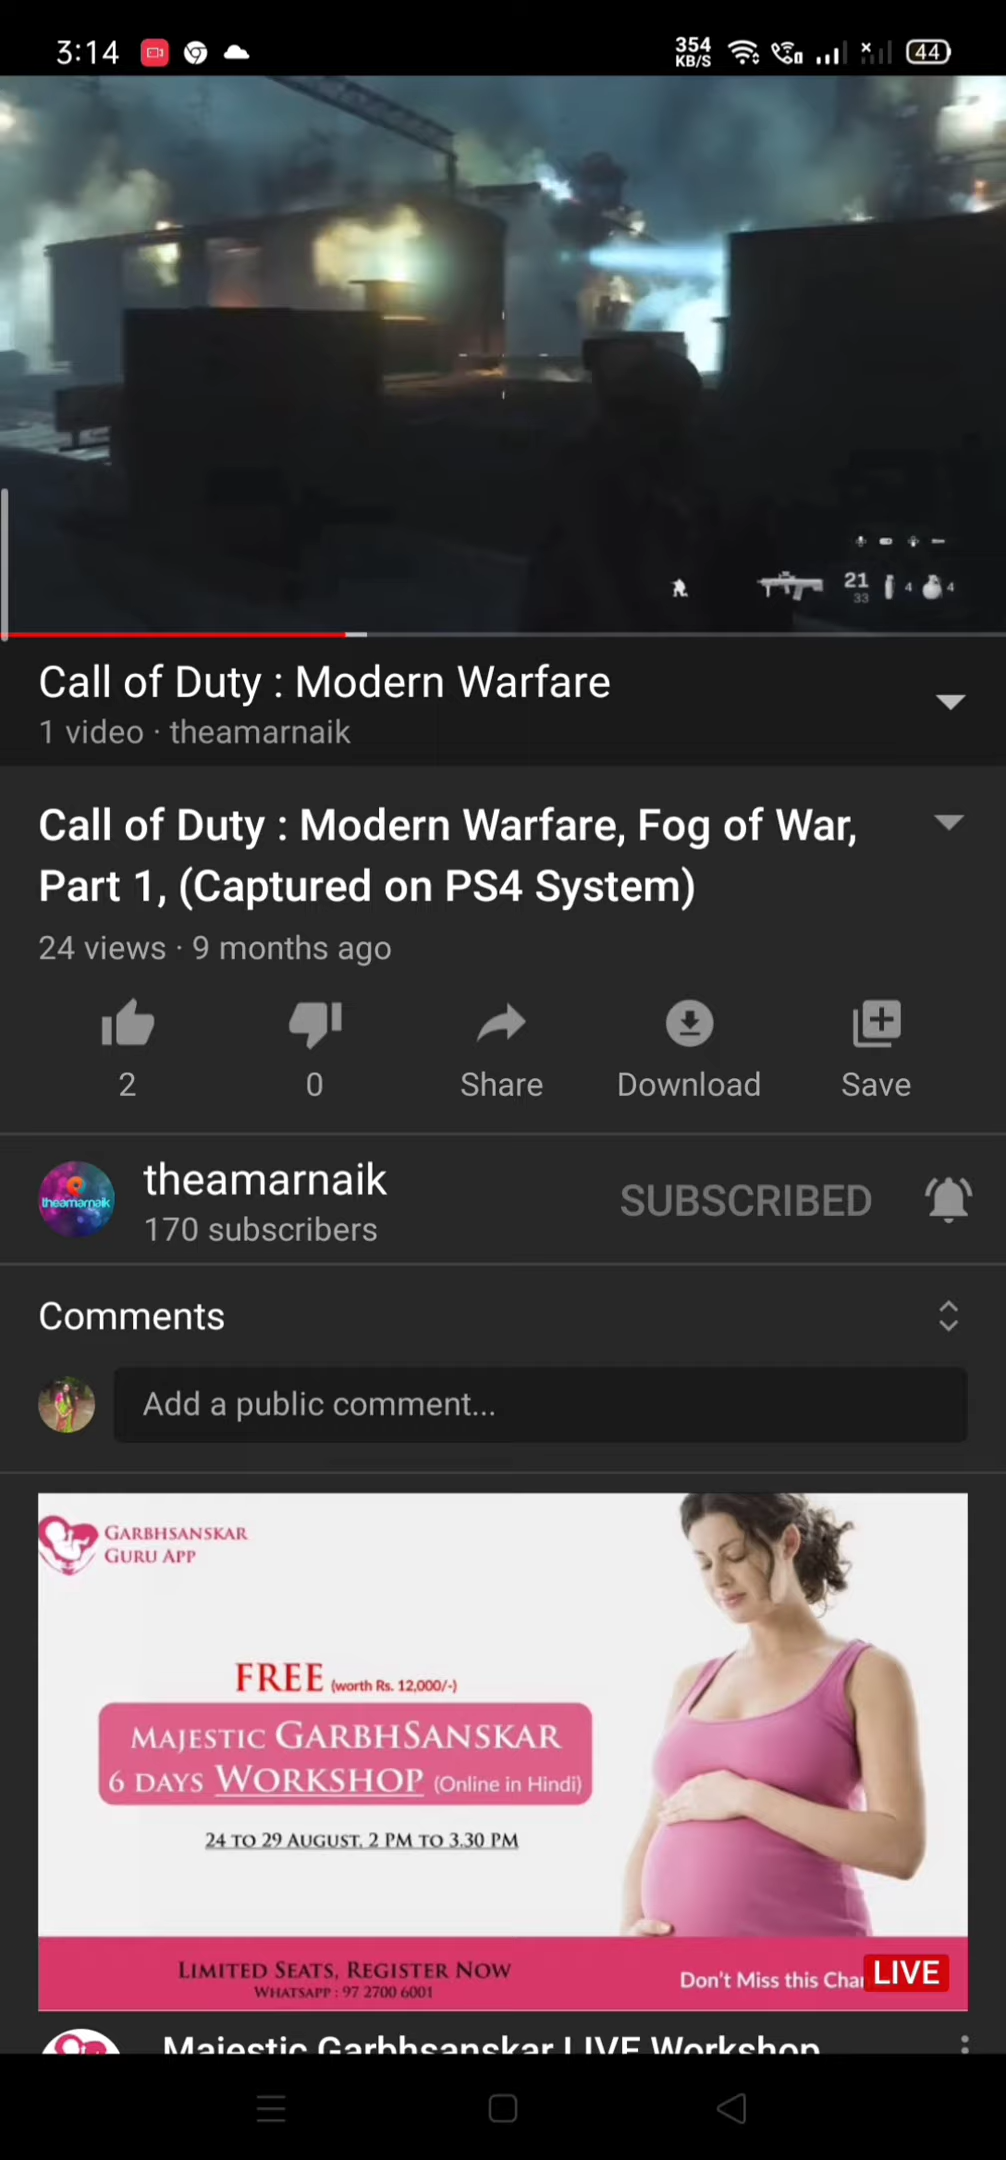 3:14
354
KB/S
44
21
33
4
4
Call of Duty : Modern Warfare
1 video · theamarnaik
Call of Duty : Modern Warfare, Fog of War,
Part 1, (Captured on PS4 System)
24 views · 9 months ago
2
0
Share
Download
Save
theamarnaik
theamarnaik
170 subscribers
SUBSCRIBED
Comments
Add a public comment...
GARBHSANSKAR
GURU APP
FREE (worth Rs. 12,000/-)
MAJESTIC GARBHSANSKAR
6 DAYS WORKSHOP (Online in Hindi)
24 TO 29 AUGUST, 2 PM TO 3.30 PM
LIMITED SEATS, REGISTER NOW
WHATSAPP : 97 2700 6001
Don't Miss this Cha
LIVE
Majestic Garbhsanskar LIVE Workshop